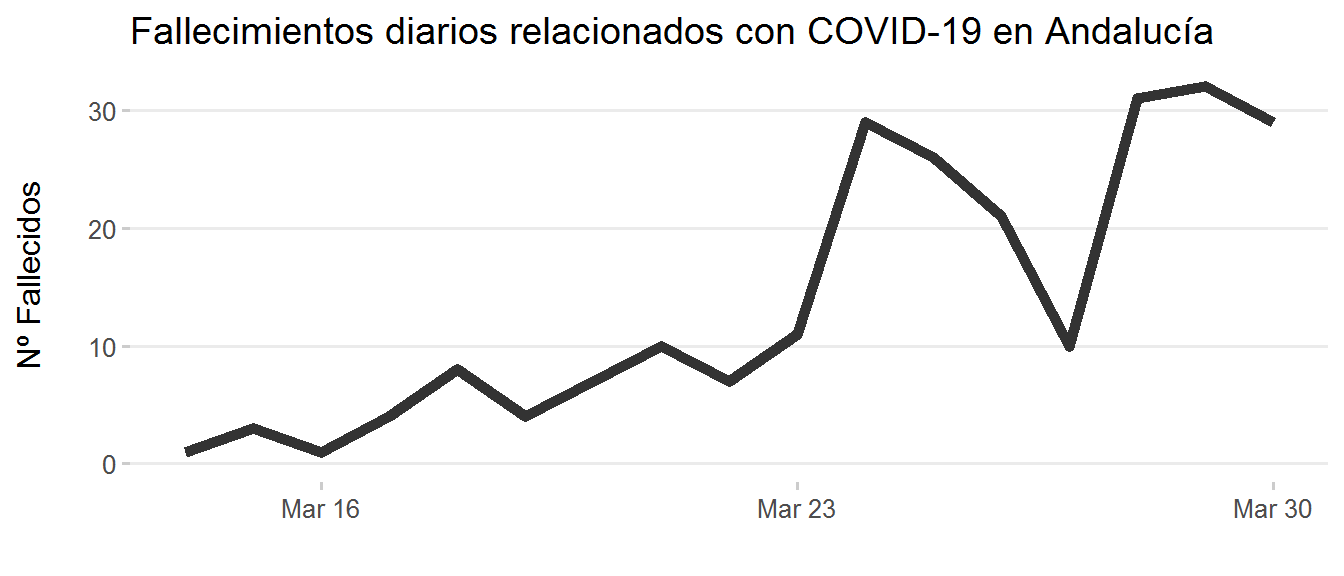 Fallecimientos diarios relacionados con COVID-19 en Andalucía
Nº Fallecidos
30
20
10
0
Mar 16 Mar 23 Mar 30